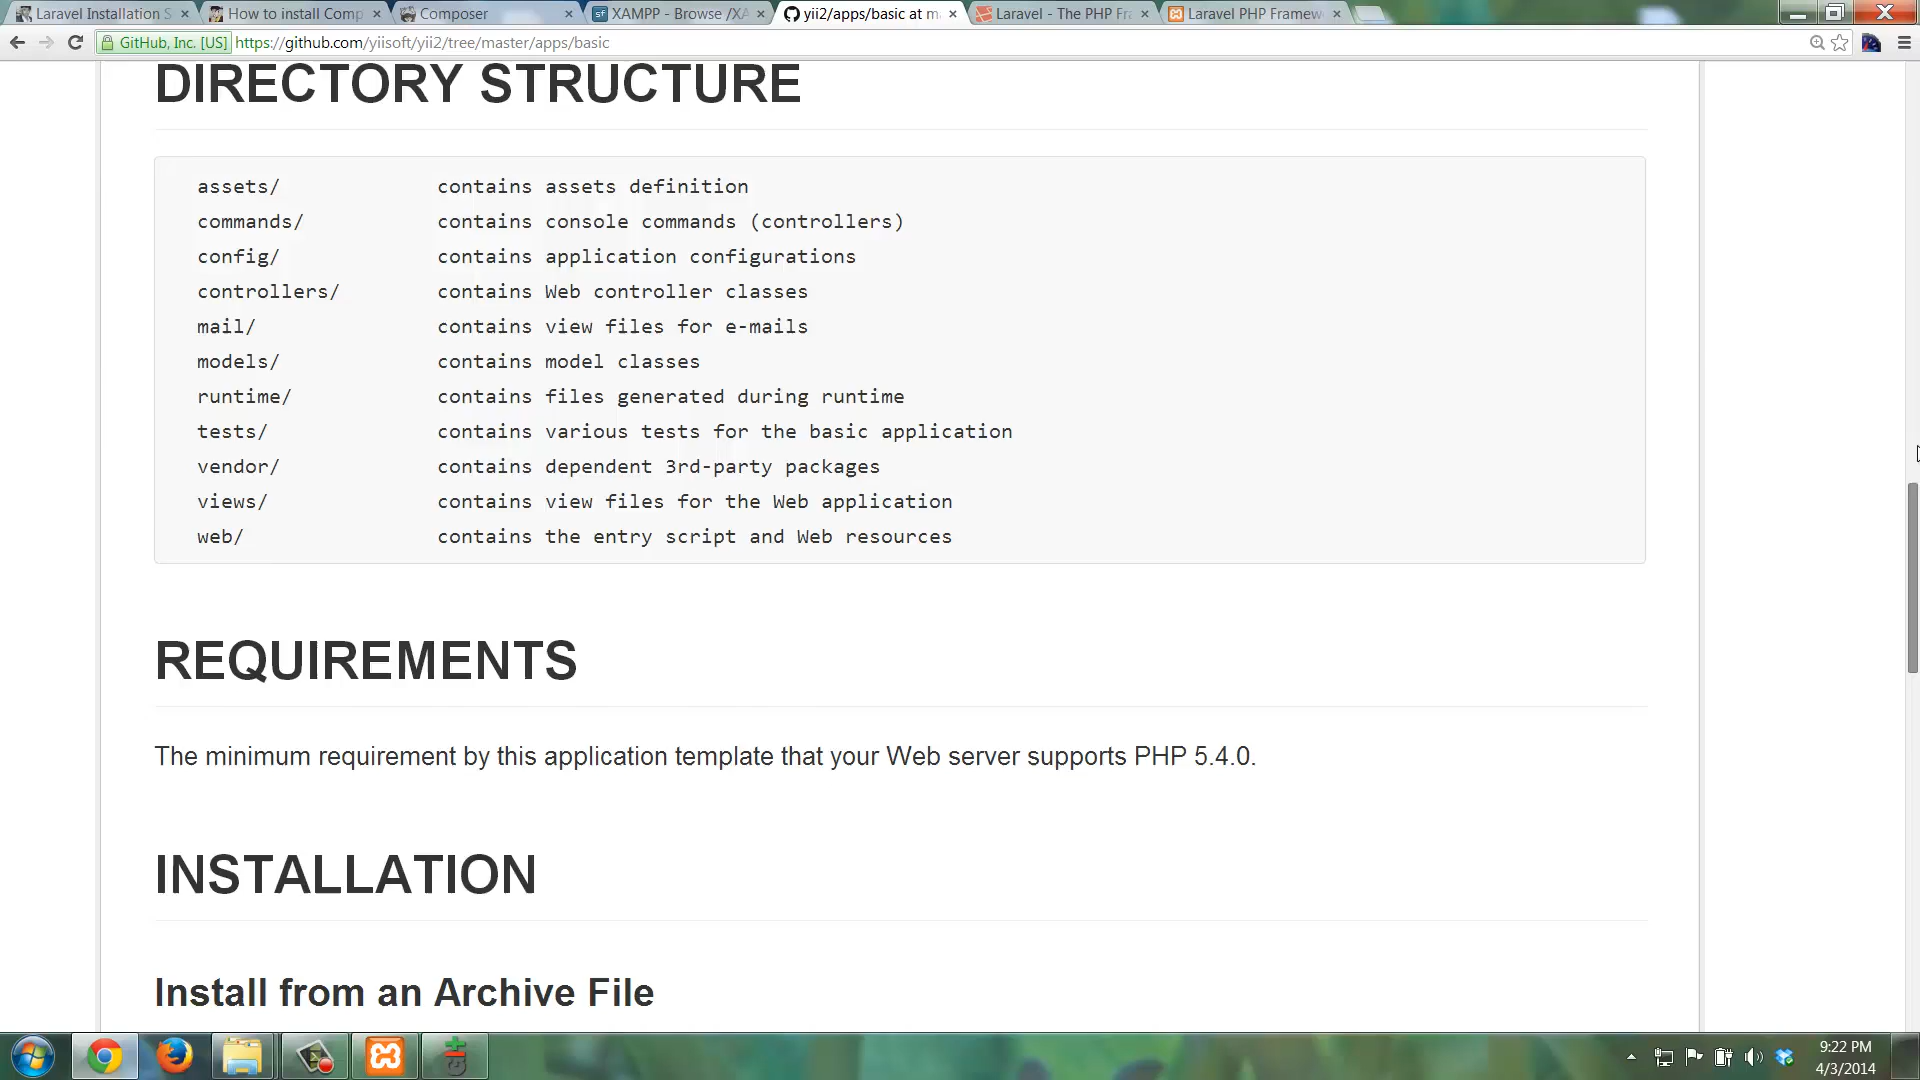 Laravel Installation S
How to install Comp
Composer
XAMPP - Browse /XA
yii2/apps/basic at m
Laravel - The PHP Fr
Laravel PHP Framew
GitHub, Inc. [US] https://github.com/yiisoft/yii2/tree/master/apps/basic
DIRECTORY STRUCTURE
assets/ contains assets definition
commands/ contains console commands (controllers)
config/ contains application configurations
controllers/ contains Web controller classes
mail/ contains view files for e-mails
models/ contains model classes
runtime/ contains files generated during runtime
tests/ contains various tests for the basic application
vendor/ contains dependent 3rd-party packages
views/ contains view files for the Web application
web/ contains the entry script and Web resources
REQUIREMENTS
The minimum requirement by this application template that your Web server supports PHP 5.4.0.
INSTALLATION
Install from an Archive File
9:22 PM
4/3/2014